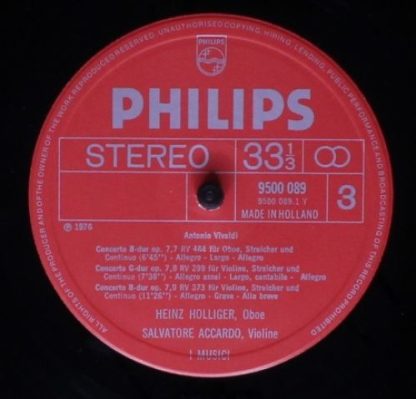 ALL RIGHTS OF THE PRODUCER AND OF THE OWNER OF THE WORK REPRODUCED RESERVED. UNAUTHORISED COPYING, HIRING, LENDING, PUBLIC PERFORMANCE AND BROADCASTING OF THIS RECORD PROHIBITED
PHILIPS
PHILIPS
STEREO 33 1/3
9500 089
9500 089.1 Y
MADE IN HOLLAND
3
℗ 1976
Antonio Vivaldi
Concerto B-dur op. 7,7 RV 464 für Oboe, Streicher und
Continuo (6'45") - Allegro - Largo - Allegro
Concerto G-dur op. 7,8 RV 299 für Violine, Streicher und
Continuo (7'38") - Allegro assai - Largo, cantabile - Allegro
Concerto B-dur op. 7,9 RV 373 für Violine, Streicher und
Continuo (11'26") - Allegro - Grave - Alla breve
HEINZ HOLLIGER, Oboe
SALVATORE ACCARDO, Violine
I MUSICI